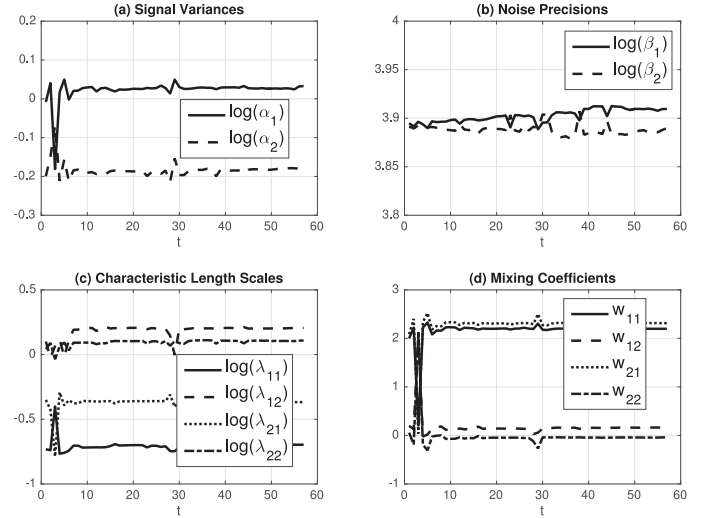 (a) Signal Variances
0.2
0.1
0
-0.1
-0.2
-0.3
log(α₁)
log(α₂)
0 10 20 30 40 50 60
t
(b) Noise Precisions
4
3.95
3.9
3.85
3.8
log(β₁)
log(β₂)
0 10 20 30 40 50 60
t
(c) Characteristic Length Scales
0.5
0
-0.5
-1
log(λ₁₁)
log(λ₁₂)
log(λ₂₁)
log(λ₂₂)
0 10 20 30 40 50 60
t
(d) Mixing Coefficients
3
2
1
0
-1
w₁₁
w₁₂
w₂₁
w₂₂
0 10 20 30 40 50 60
t